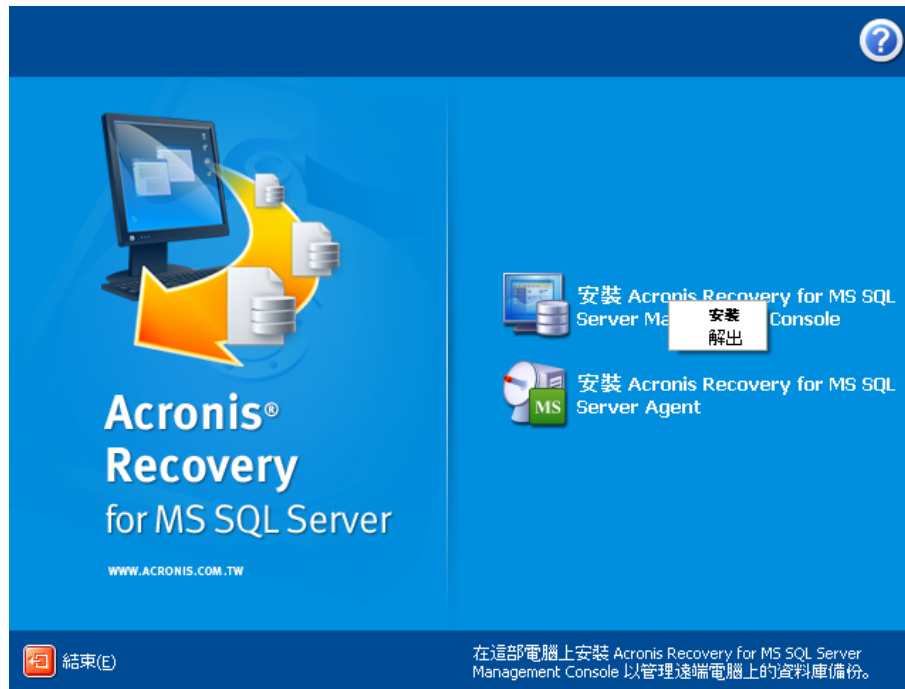 ?
安裝 Acronis Recovery for MS SQL
Server Ma
安裝
解出
Console
MS
安裝 Acronis Recovery for MS SQL
Server Agent
Acronis®
Recovery
for MS SQL Server
WWW.ACRONIS.COM.TW
結束(E)
在這部電腦上安裝 Acronis Recovery for MS SQL Server
Management Console 以管理遠端電腦上的資料庫備份。